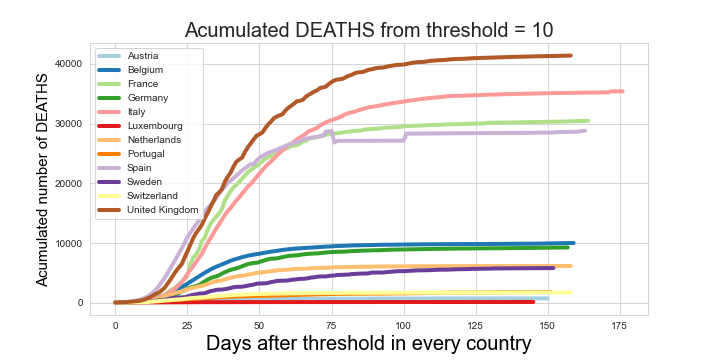 Acumulated DEATHS from threshold = 10
Acumulated number of DEATHS
40000
30000
20000
10000
0
Austria
Belgium
France
Germany
Italy
Luxembourg
Netherlands
Portugal
Spain
Sweden
Switzerland
United Kingdom
0 25 50 75 100 125 150 175
Days after threshold in every country